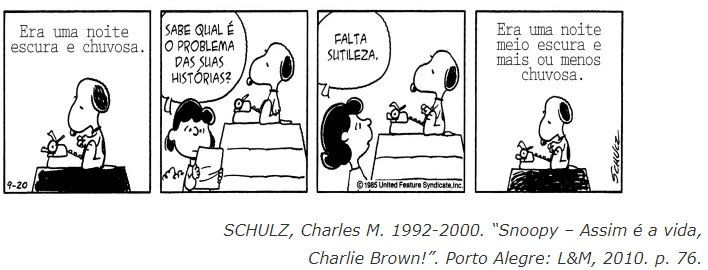 Era uma noite
escura e chuvosa.
9-20
SABE QUAL É
O PROBLEMA
DAS SUAS
HISTÓRIAS?
FALTA
SUTILEZA.
© 1985 United Feature Syndicate, Inc.
Era uma noite
meio escura e
mais ou menos
chuvosa.
SCHULZ
SCHULZ, Charles M. 1992-2000. “Snoopy – Assim é a vida,
Charlie Brown!”. Porto Alegre: L&M, 2010. p. 76.